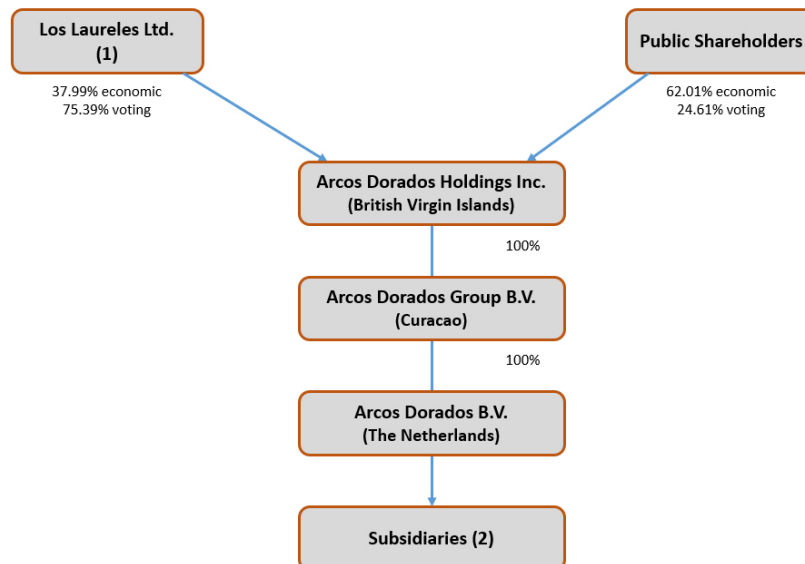 Los Laureles Ltd.
(1)
Public Shareholders
37.99% economic
75.39% voting
62.01% economic
24.61% voting
Arcos Dorados Holdings Inc.
(British Virgin Islands)
100%
Arcos Dorados Group B.V.
(Curacao)
100%
Arcos Dorados B.V.
(The Netherlands)
Subsidiaries (2)